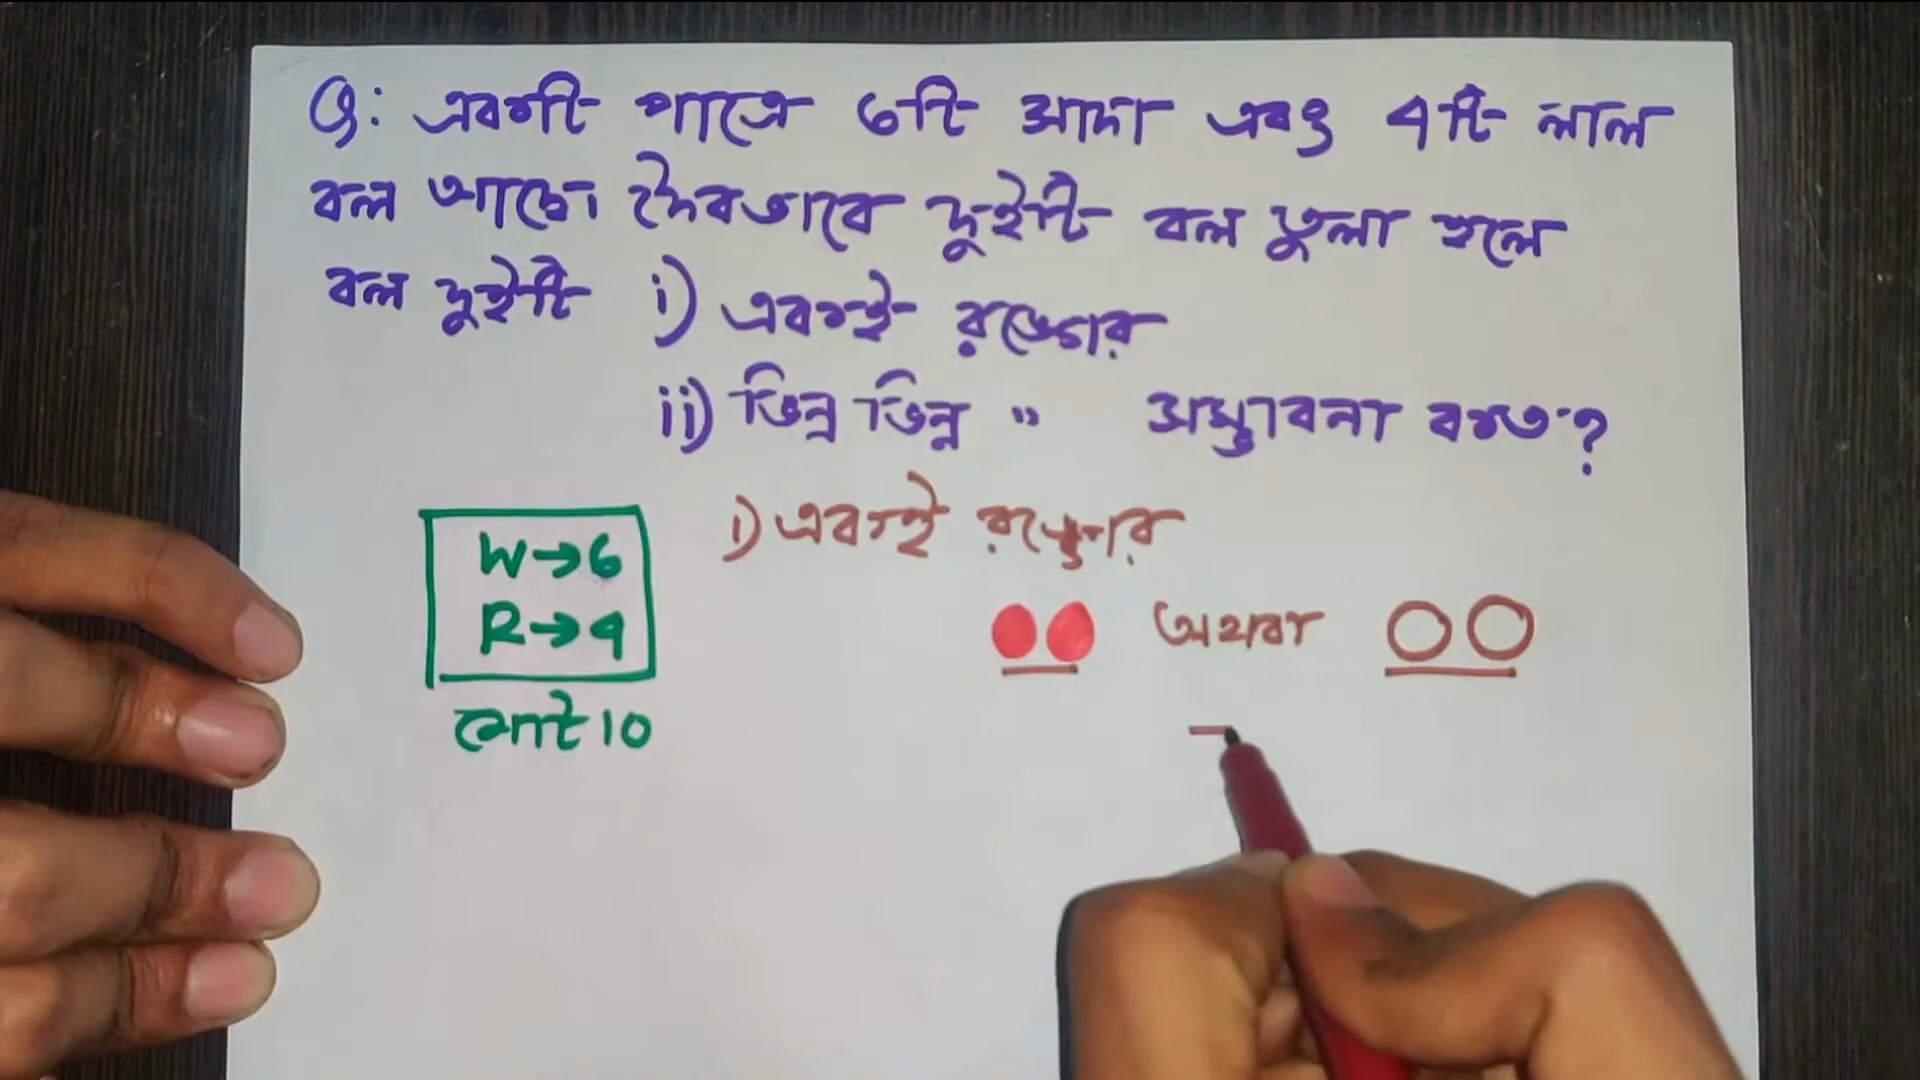 Q: একটি পাত্রে 6টি সাদা এবং 4টি লাল
বল আছে। দৈবভাবে দুইটি বল তুলা হলে
বল দুইটি i) একই রঙের
ii) ভিন্ন ভিন্ন " সম্ভাবনা কত?
i) একই রঙের
W→6
R→4
অথবা
মোট 10